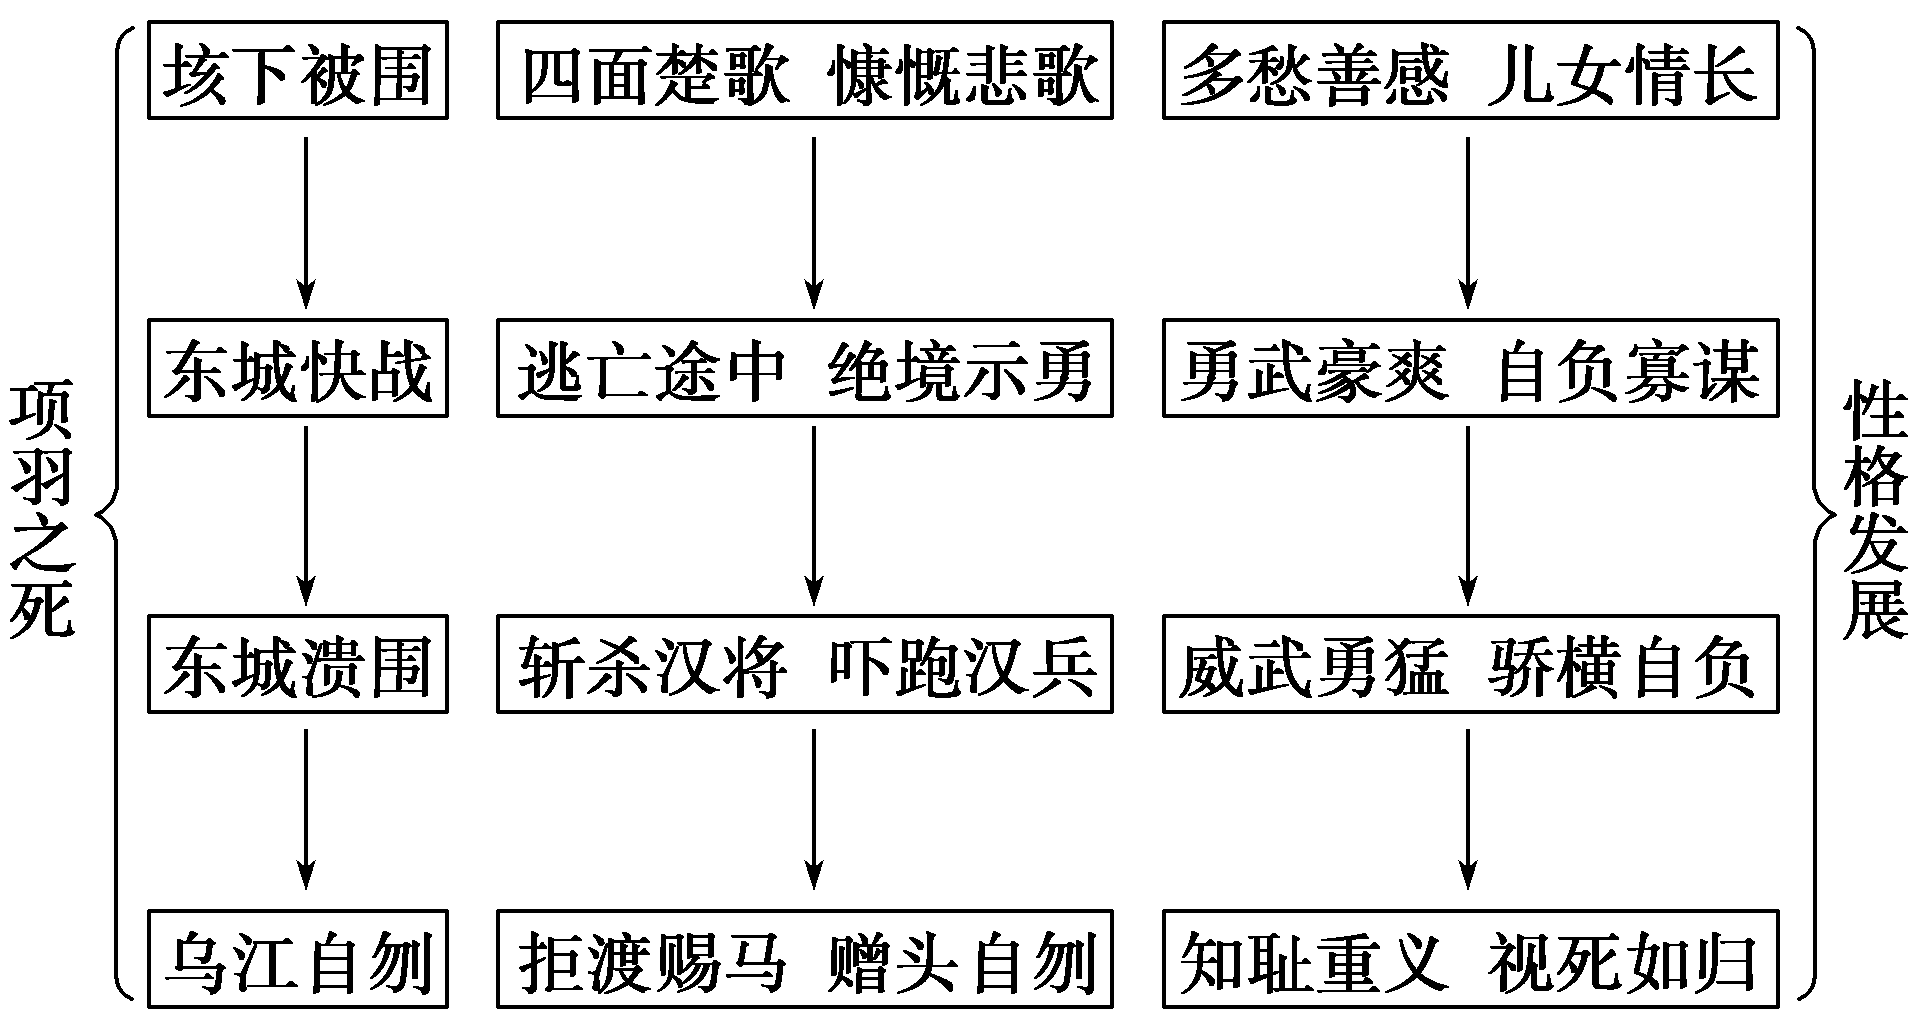 项羽之死
垓下被围
四面楚歌 慷慨悲歌
多愁善感 儿女情长
东城快战
逃亡途中 绝境示勇
勇武豪爽 自负寡谋
东城溃围
斩杀汉将 吓跑汉兵
威武勇猛 骄横自负
乌江自刎
拒渡赐马 赠头自刎
知耻重义 视死如归
性格发展